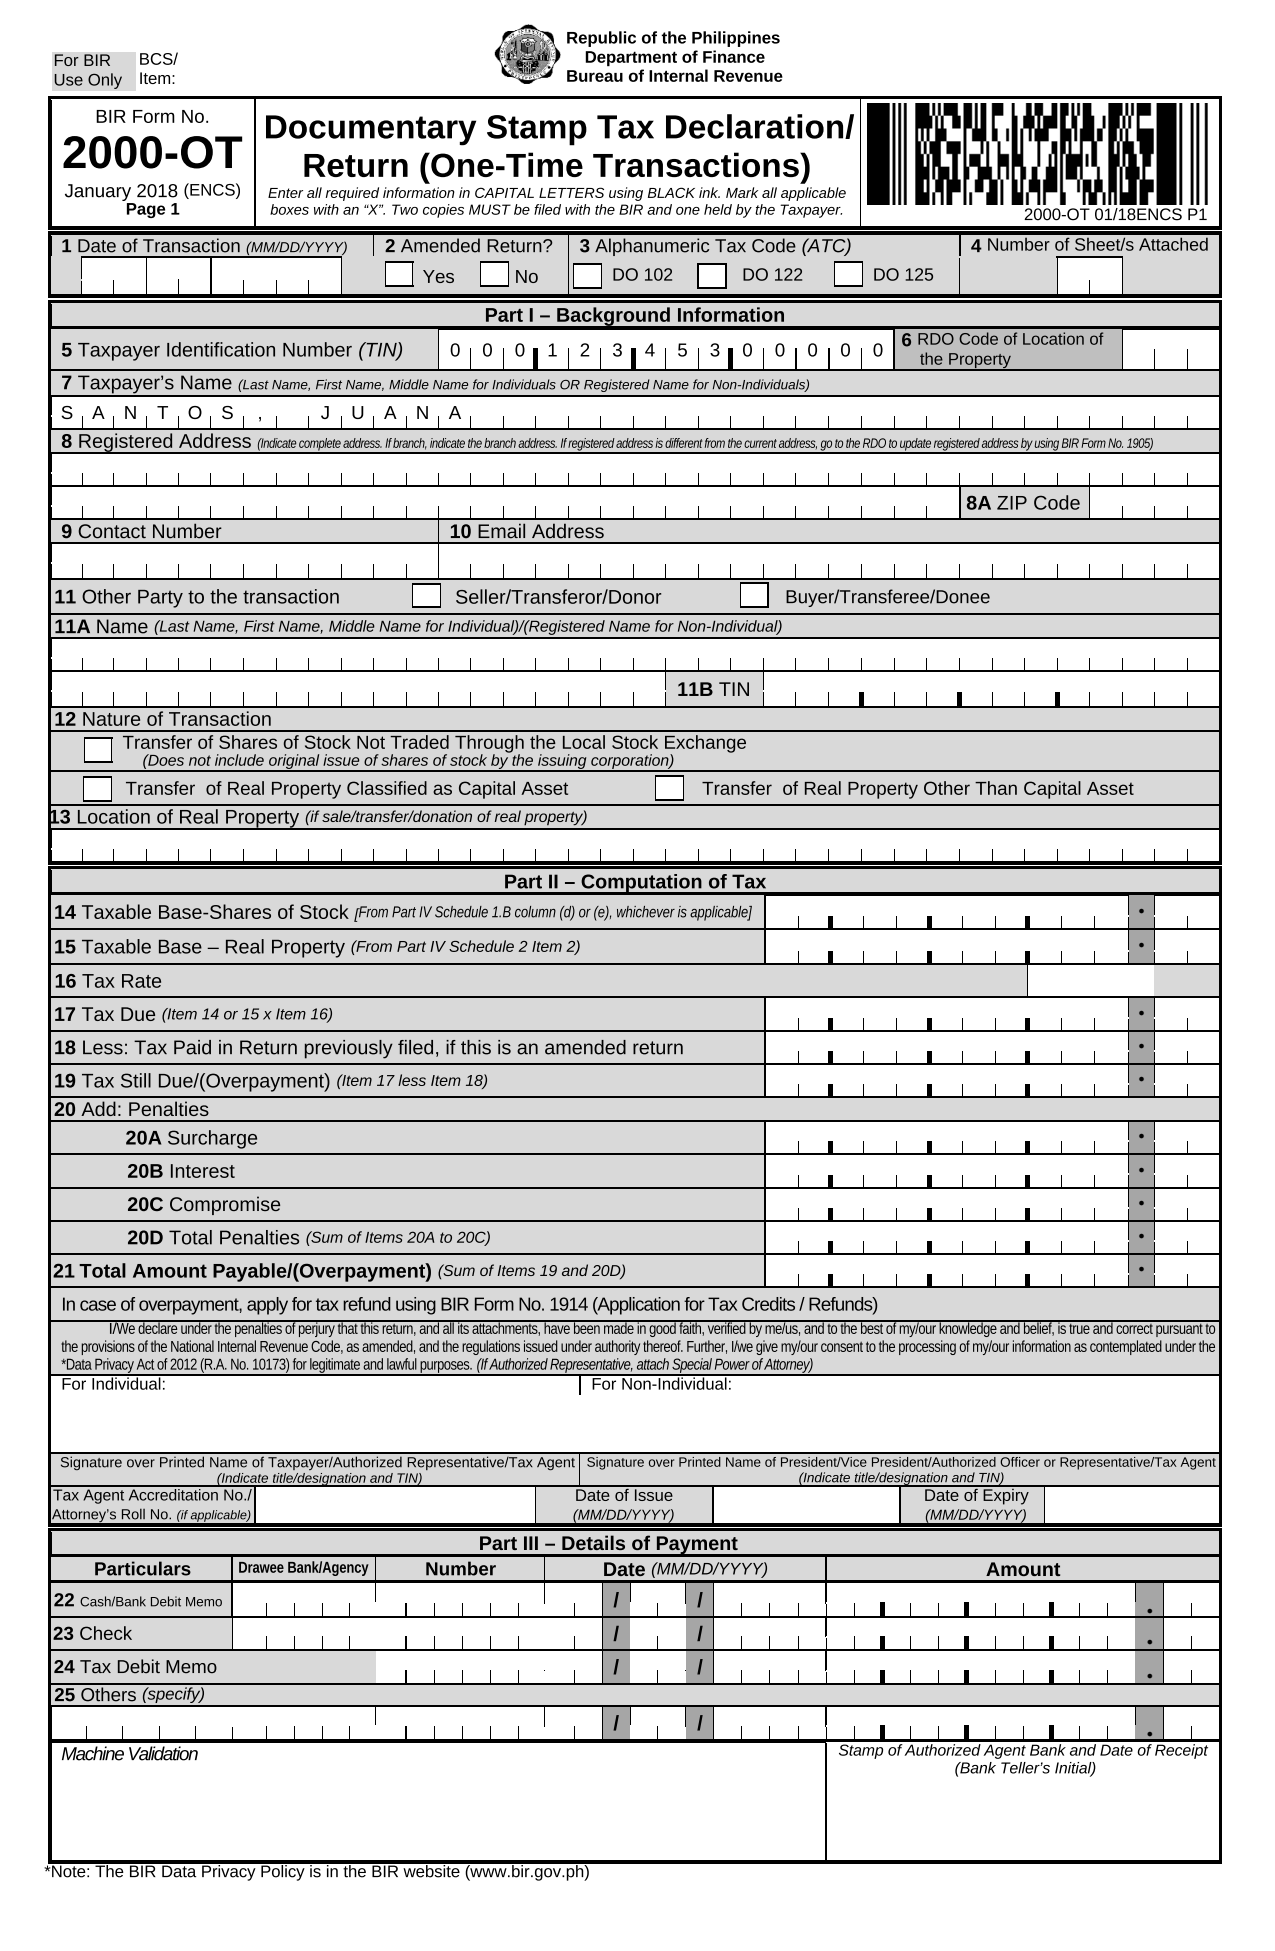 Republic of the Philippines
Department of Finance
Bureau of Internal Revenue
For BIR
Use Only
BCS/
Item:
BIR Form No.
2000-OT
January 2018 (ENCS)
Page 1
Documentary Stamp Tax Declaration/
Return (One-Time Transactions)
Enter all required information in CAPITAL LETTERS using BLACK ink. Mark all applicable
boxes with an “X”. Two copies MUST be filed with the BIR and one held by the Taxpayer.
2000-OT 01/18ENCS P1
1 Date of Transaction (MM/DD/YYYY)
2 Amended Return?
Yes No
3 Alphanumeric Tax Code (ATC)
DO 102 DO 122 DO 125
4 Number of Sheet/s Attached
Part I – Background Information
5 Taxpayer Identification Number (TIN) 0 0 0 1 2 3 4 5 3 0 0 0 0 0
6 RDO Code of Location of
the Property
7 Taxpayer’s Name (Last Name, First Name, Middle Name for Individuals OR Registered Name for Non-Individuals)
S A N T O S , J U A N A
8 Registered Address (Indicate complete address. If branch, indicate the branch address. If registered address is different from the current address, go to the RDO to update registered address by using BIR Form No. 1905)
8A ZIP Code
9 Contact Number 10 Email Address
11 Other Party to the transaction Seller/Transferor/Donor Buyer/Transferee/Donee
11A Name (Last Name, First Name, Middle Name for Individual)/(Registered Name for Non-Individual)
11B TIN
12 Nature of Transaction
Transfer of Shares of Stock Not Traded Through the Local Stock Exchange
(Does not include original issue of shares of stock by the issuing corporation)
Transfer of Real Property Classified as Capital Asset Transfer of Real Property Other Than Capital Asset
13 Location of Real Property (if sale/transfer/donation of real property)
Part II – Computation of Tax
14 Taxable Base-Shares of Stock [From Part IV Schedule 1.B column (d) or (e), whichever is applicable] •
15 Taxable Base – Real Property (From Part IV Schedule 2 Item 2) •
16 Tax Rate
17 Tax Due (Item 14 or 15 x Item 16) •
18 Less: Tax Paid in Return previously filed, if this is an amended return •
19 Tax Still Due/(Overpayment) (Item 17 less Item 18) •
20 Add: Penalties
20A Surcharge •
20B Interest •
20C Compromise •
20D Total Penalties (Sum of Items 20A to 20C) •
21 Total Amount Payable/(Overpayment) (Sum of Items 19 and 20D) •
In case of overpayment, apply for tax refund using BIR Form No. 1914 (Application for Tax Credits / Refunds)
I/We declare under the penalties of perjury that this return, and all its attachments, have been made in good faith, verified by me/us, and to the best of my/our knowledge and belief, is true and correct pursuant to
the provisions of the National Internal Revenue Code, as amended, and the regulations issued under authority thereof. Further, I/we give my/our consent to the processing of my/our information as contemplated under the
*Data Privacy Act of 2012 (R.A. No. 10173) for legitimate and lawful purposes. (If Authorized Representative, attach Special Power of Attorney)
For Individual: For Non-Individual:
Signature over Printed Name of Taxpayer/Authorized Representative/Tax Agent
(Indicate title/designation and TIN)
Signature over Printed Name of President/Vice President/Authorized Officer or Representative/Tax Agent
(Indicate title/designation and TIN)
Tax Agent Accreditation No./
Attorney’s Roll No. (if applicable)
Date of Issue
(MM/DD/YYYY)
Date of Expiry
(MM/DD/YYYY)
Part III – Details of Payment
Particulars Drawee Bank/Agency Number Date (MM/DD/YYYY) Amount
22 Cash/Bank Debit Memo / / .
23 Check / / .
24 Tax Debit Memo / / .
25 Others (specify)
/ / .
Machine Validation
Stamp of Authorized Agent Bank and Date of Receipt
(Bank Teller’s Initial)
*Note: The BIR Data Privacy Policy is in the BIR website (www.bir.gov.ph)